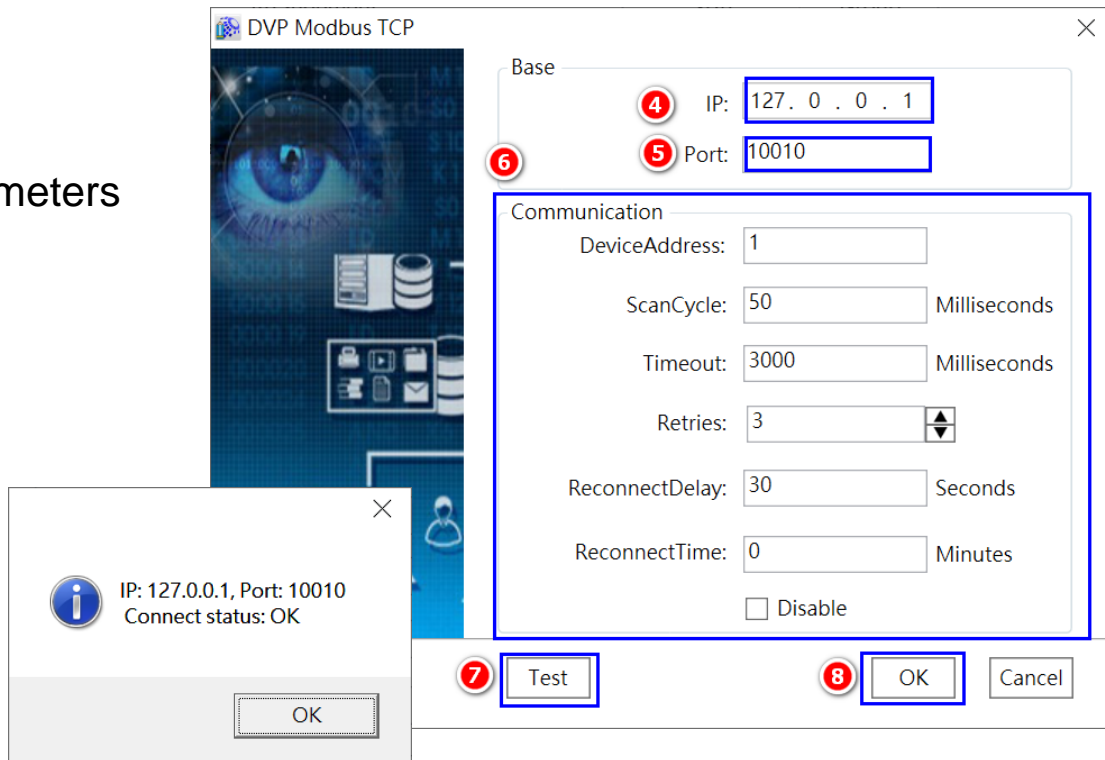 DVP Modbus TCP
meters
Base
4 IP: 127. 0 . 0 . 1
5 Port: 10010
6
Communication
DeviceAddress: 1
ScanCycle: 50 Milliseconds
Timeout: 3000 Milliseconds
Retries: 3
ReconnectDelay: 30 Seconds
ReconnectTime: 0 Minutes
Disable
7 Test
8 OK Cancel
IP: 127.0.0.1, Port: 10010
Connect status: OK
OK